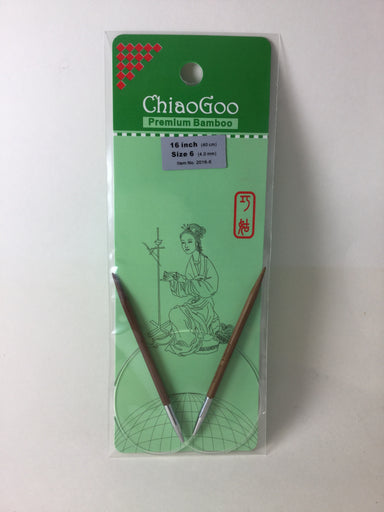 ChiaoGoo
Premium Bamboo
16 inch (40 cm)
Size 6 (4.0 mm)
Item No. 2016-6
巧
姑